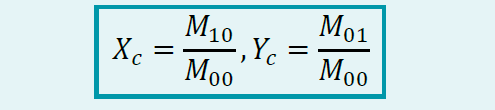 X_c = M_10 / M_00 , Y_c = M_01 / M_00